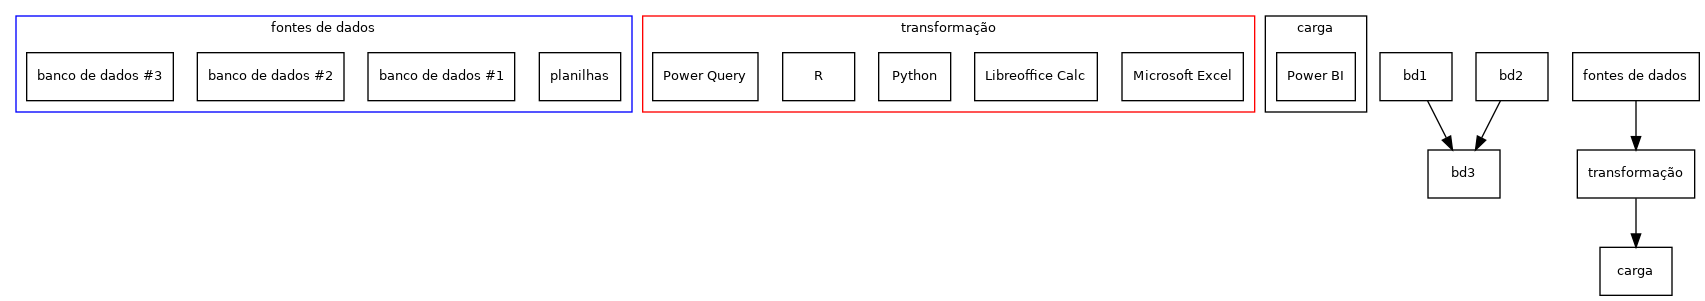 fontes de dados
banco de dados #3
banco de dados #2
banco de dados #1
planilhas
transformação
Power Query
R
Python
Libreoffice Calc
Microsoft Excel
carga
Power BI
bd1
bd2
fontes de dados
bd3
transformação
carga